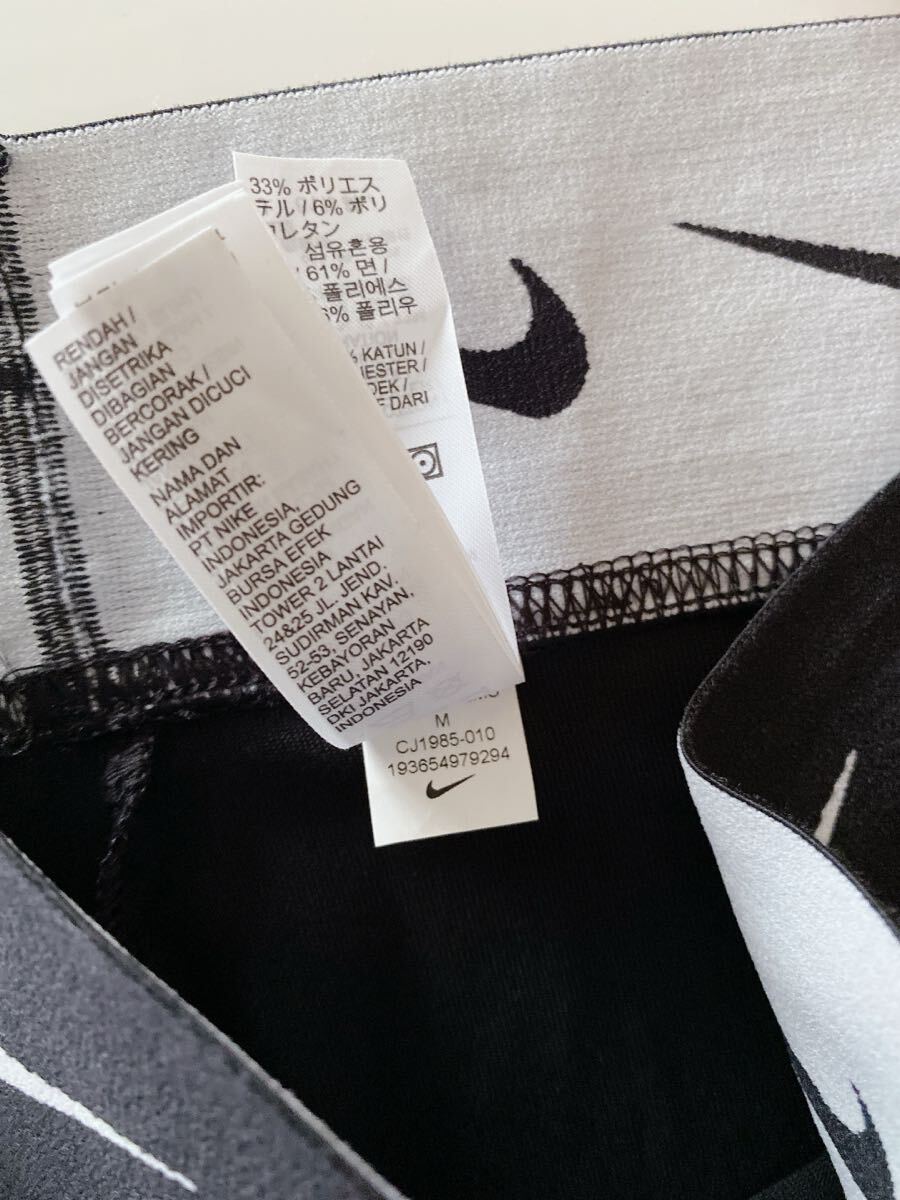 33% ポリエス
テル / 6% ポリ
レタン
섬유혼용
/ 61% 면 /
폴리에스
6% 폴리우
% KATUN /
ESTER /
DEK /
DARI
RENDAH /
JANGAN
DISETRIKA
DIBAGIAN
BERCORAK /
JANGAN DICUCI
KERING
NAMA DAN
ALAMAT
IMPORTIR:
PT NIKE
INDONESIA,
JAKARTA GEDUNG
BURSA EFEK
INDONESIA
TOWER 2 LANTAI
24&25 JL. JEND.
SUDIRMAN KAV.
52-53, SENAYAN,
KEBAYORAN
BARU, JAKARTA
SELATAN 12190
DKI JAKARTA,
INDONESIA
M
CJ1985-010
193654979294